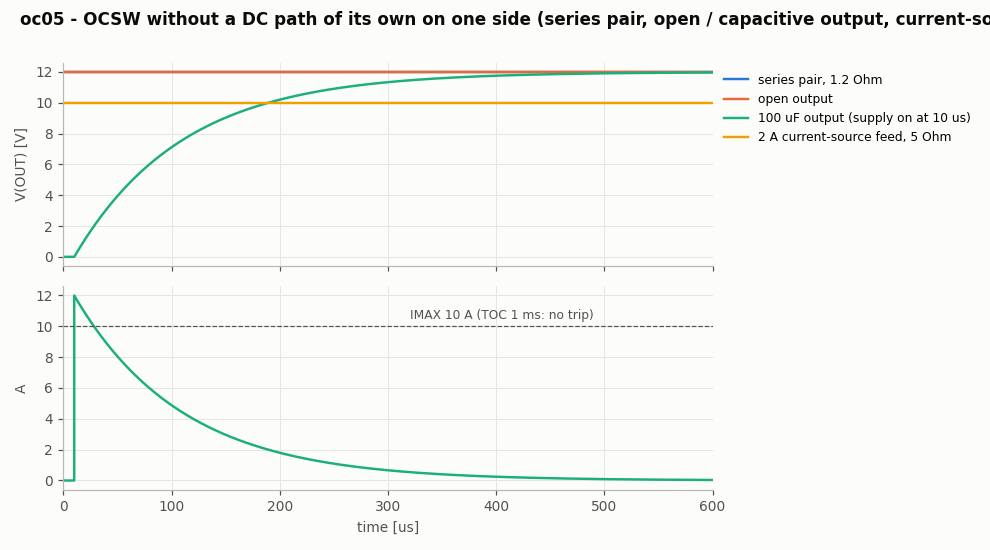 oc05 - OCSW without a DC path of its own on one side (series pair, open / capacitive output, current-so
12
10
8
6
4
2
0
V(OUT) [V]
series pair, 1.2 Ohm
open output
100 uF output (supply on at 10 us)
2 A current-source feed, 5 Ohm
12
10
8
6
4
2
0
A
IMAX 10 A (TOC 1 ms: no trip)
0 100 200 300 400 500 600
time [us]